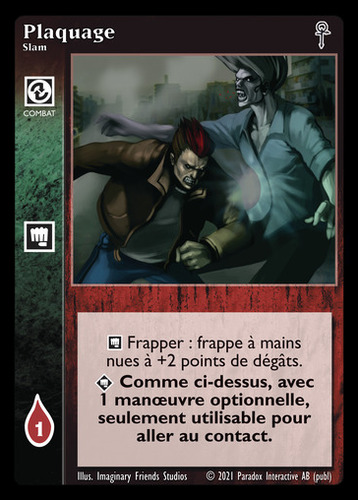 Plaquage
Slam
COMBAT
Frapper : frappe à mains
nues à +2 points de dégâts.
Comme ci-dessus, avec
1 manœuvre optionnelle,
seulement utilisable pour
aller au contact.
1
Illus. Imaginary Friends Studios © 2021 Paradox Interactive AB (publ)